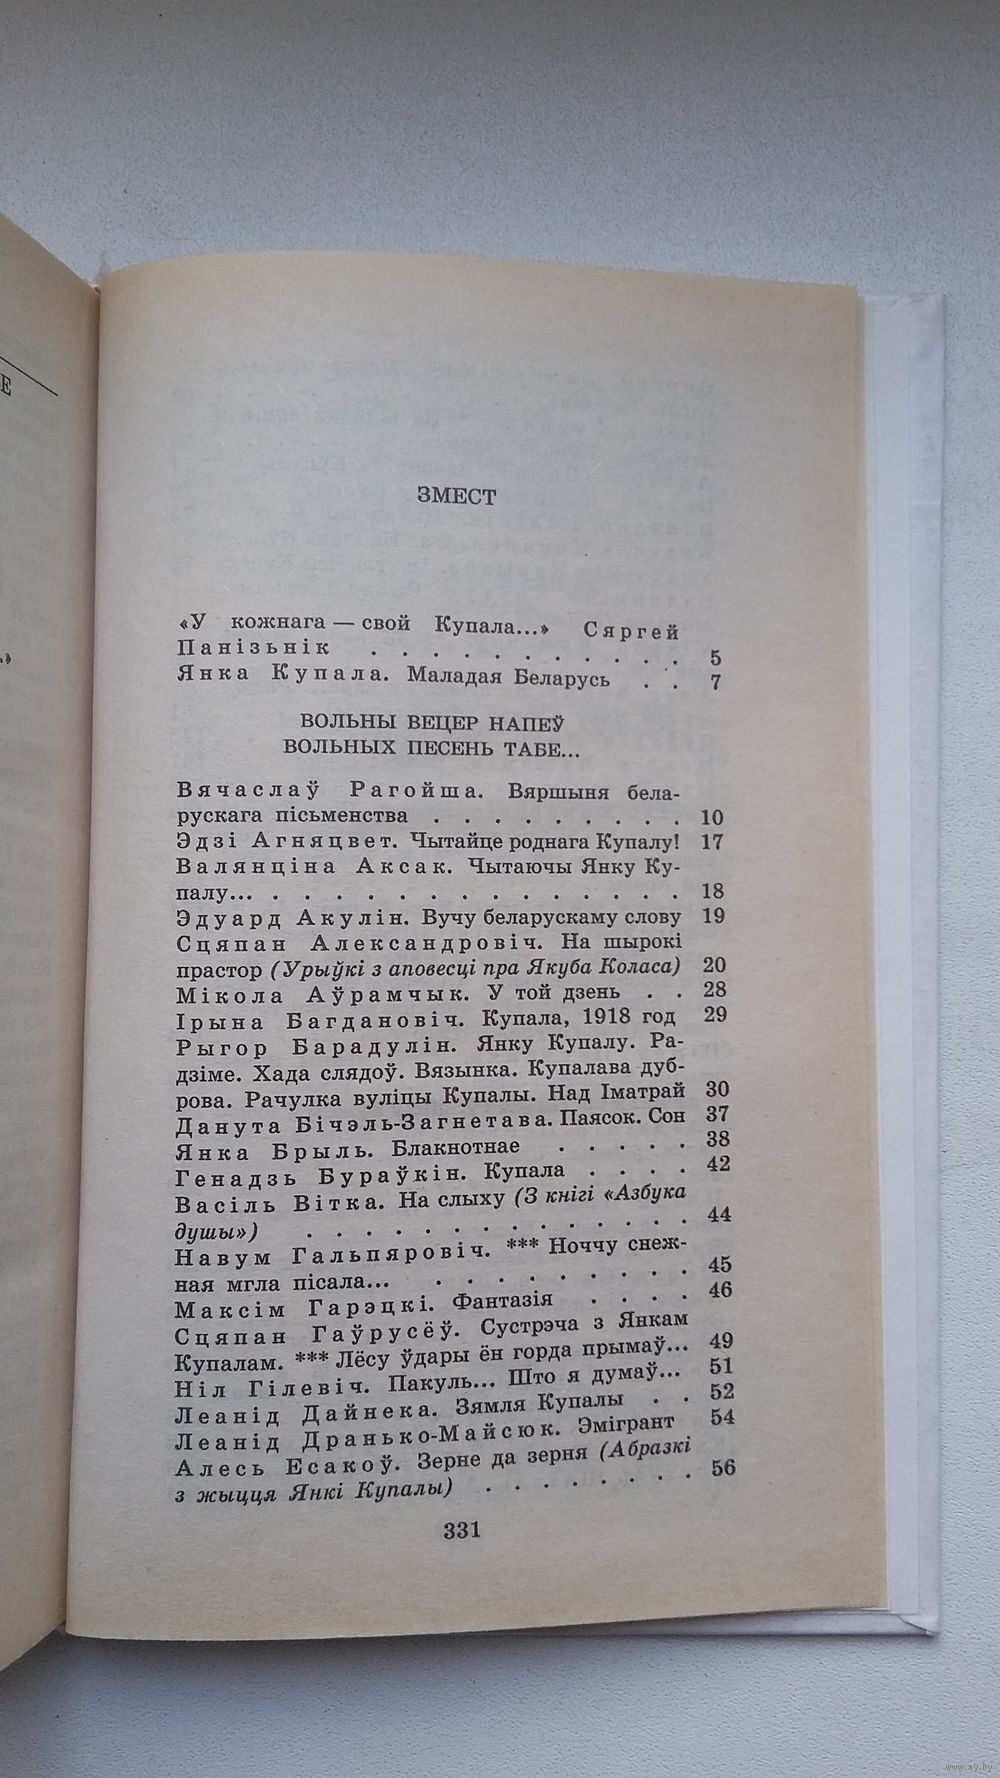 ЗМЕСТ
«У кожнага — свой Купала...» Сяргей
Панізьнік . . . . . . . . . . . 5
Янка Купала. Маладая Беларусь . . 7
ВОЛЬНЫ ВЕЦЕР НАПЕЎ
ВОЛЬНЫХ ПЕСЕНЬ ТАБЕ...
Вячаслаў Рагойша. Вяршыня бела-
рускага пісьменства . . . . . . . . . 10
Эдзі Агняцвет. Чытайце роднага Купалу! 17
Валянціна Аксак. Чытаючы Янку Ку-
палу... . . . . . . . . . . . . . . 18
Эдуард Акулін. Вучу беларускаму слову 19
Сцяпан Александровіч. На шырокі
прастор (Урыўкі з аповесці пра Якуба Коласа) 20
Мікола Аўрамчык. У той дзень . . 28
Ірына Багдановіч. Купала, 1918 год 29
Рыгор Барадулін. Янку Купалу. Ра-
дзіме. Хада слядоў. Вязынка. Купалава дуб-
рова. Рачулка вуліцы Купалы. Над Іматрай 30
Данута Бічэль-Загнетава. Паясок. Сон 37
Янка Брыль. Блакнотнае . . . . . 38
Генадзь Бураўкін. Купала . . . . 42
Васіль Вітка. На слыху (З кнігі «Азбука
душы») . . . . . . . . . . . . . 44
Навум Гальпяровіч. *** Ноччу снеж-
ная мгла пісала... . . . . . . . . . 45
Максім Гарэцкі. Фантазія . . . . 46
Сцяпан Гаўрусёў. Сустрэча з Янкам
Купалам. *** Лёсу ўдары ён горда прымаў... 49
Ніл Гілевіч. Пакуль... Што я думаў... 51
Леанід Дайнека. Зямля Купалы . . 52
Леанід Дранько-Майсюк. Эмігрант 54
Алесь Есакоў. Зерне да зерня (Абразкі
з жыцця Янкі Купалы) . . . . . . . 56
331
www.ay.by